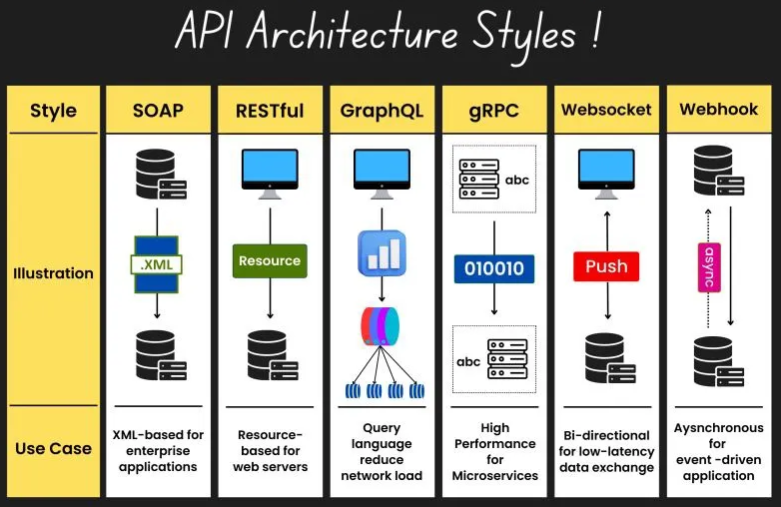 API Architecture Styles !
Style
SOAP
RESTful
GraphQL
gRPC
Websocket
Webhook
Illustration
.XML
Resource
abc
010010
abc
Push
async
Use Case
XML-based for
enterprise
applications
Resource-
based for
web servers
Query
language
reduce
network load
High
Performance
for
Microservices
Bi-directional
for low-latency
data exchange
Aysnchronous
for
event -driven
application